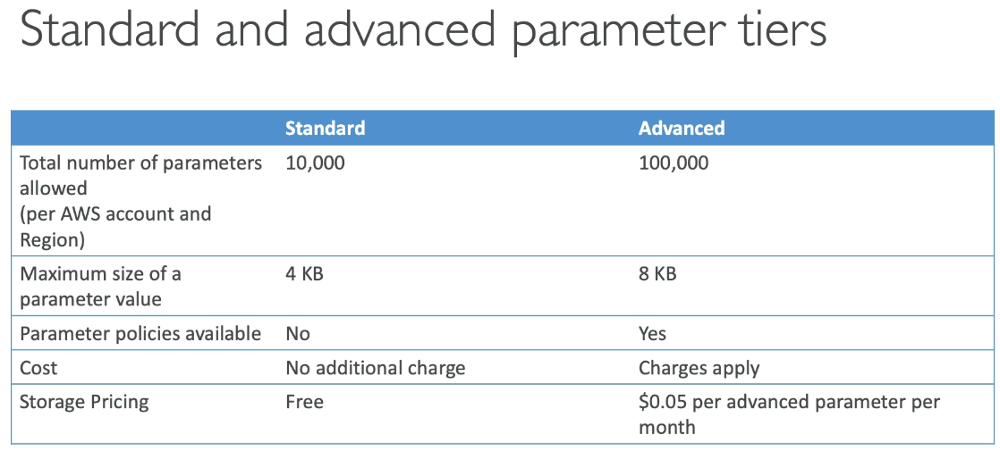 Standard and advanced parameter tiers
Standard Advanced
Total number of parameters 10,000 100,000
allowed
(per AWS account and
Region)
Maximum size of a 4 KB 8 KB
parameter value
Parameter policies available No Yes
Cost No additional charge Charges apply
Storage Pricing Free $0.05 per advanced parameter per
month